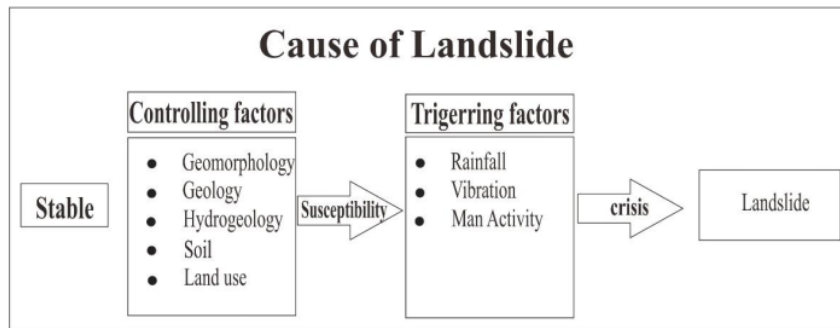 Cause of Landslide
Controlling factors
Trigerring factors
Stable
● Geomorphology
● Geology
● Hydrogeology
● Soil
● Land use
Susceptibility
● Rainfall
● Vibration
● Man Activity
crisis
Landslide